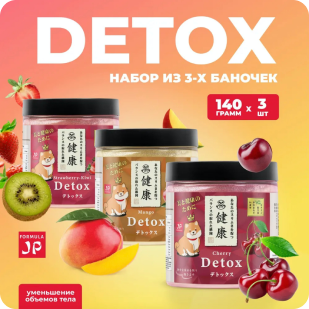 DETOX
НАБОР ИЗ 3-Х БАНОЧЕК
140
ГРАММ
X
3
ШТ
健康
Strawberry-Kiwi
Detox
デトックス
健康
Mango
Detox
デトックス
健康
Cherry
Detox
デトックス
FORMULA
JP
уменьшение
объемов тела